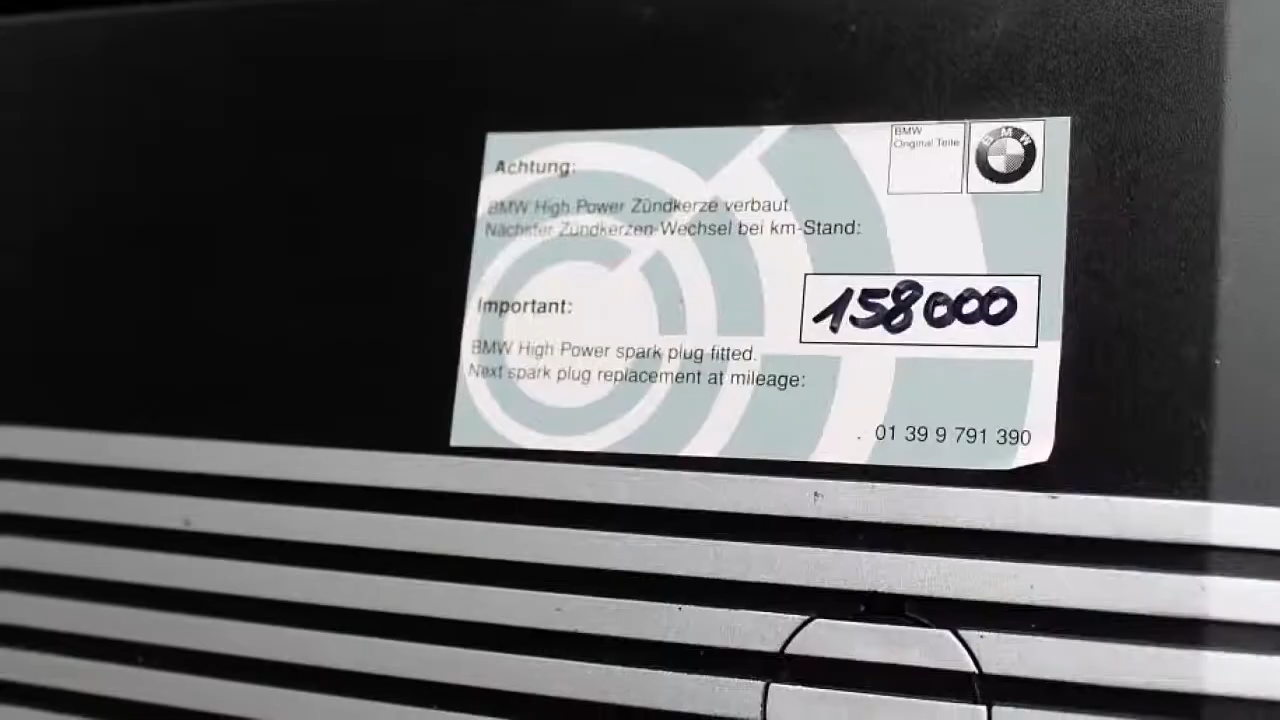 BMW
Original Teile
BMW
Achtung:
BMW High Power Zündkerze verbaut.
Nächster Zündkerzen-Wechsel bei km-Stand:
158000
Important:
BMW High Power spark plug fitted.
Next spark plug replacement at mileage:
01 39 9 791 390